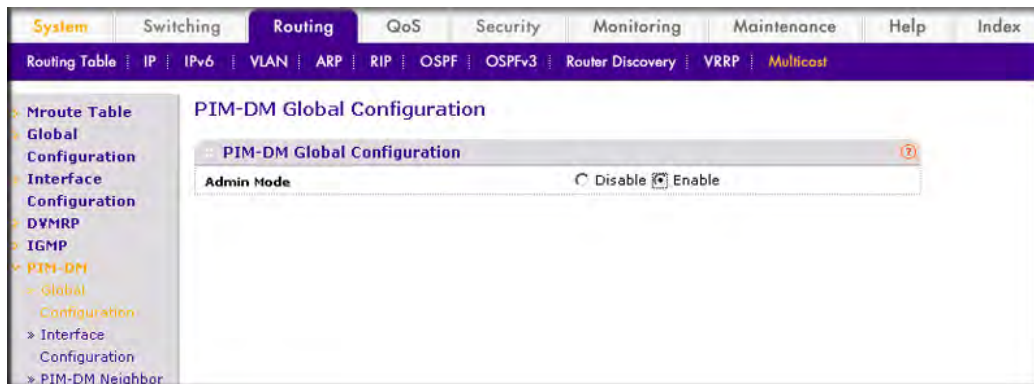 System Switching Routing QoS Security Monitoring Maintenance Help Index
Routing Table IP IPv6 VLAN ARP RIP OSPF OSPFv3 Router Discovery VRRP Multicast
Mroute Table
Global
Configuration
Interface
Configuration
DVMRP
IGMP
PIM-DM
Global
Configuration
» Interface
Configuration
» PIM-DM Neighbor
PIM-DM Global Configuration
PIM-DM Global Configuration
Admin Mode Disable Enable